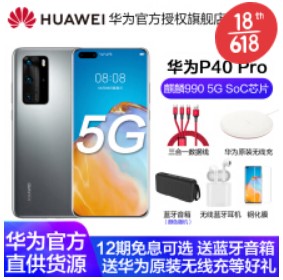 HUAWEI
华为官方授权旗舰店
18th
618
华为P40 Pro
麒麟990 5G SoC芯片
5G
三合一数据线
华为原装无线充
蓝牙音箱
无线蓝牙耳机
钢化膜
HUAWEI
华为官方
直供货源
12期免息可选 送蓝牙音箱
送华为原装无线充等好礼